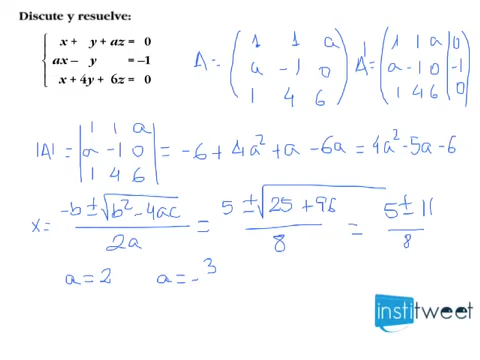 Discute y resuelve:
x + y + az = 0
ax − y = −1
x + 4y + 6z = 0
A = ( 1 1 a
a -1 0
1 4 6 )
A' = ( 1 1 a | 0
a -1 0 | -1
1 4 6 | 0 )
|A| = | 1 1 a
a -1 0
1 4 6 | = -6 + 4a² + a - 6a = 4a² - 5a - 6
x = (-b ± √(b² - 4ac)) / 2a = (5 ± √(25 + 96)) / 8 = (5 ± 11) / 8
a = 2 a = - 3
institweet